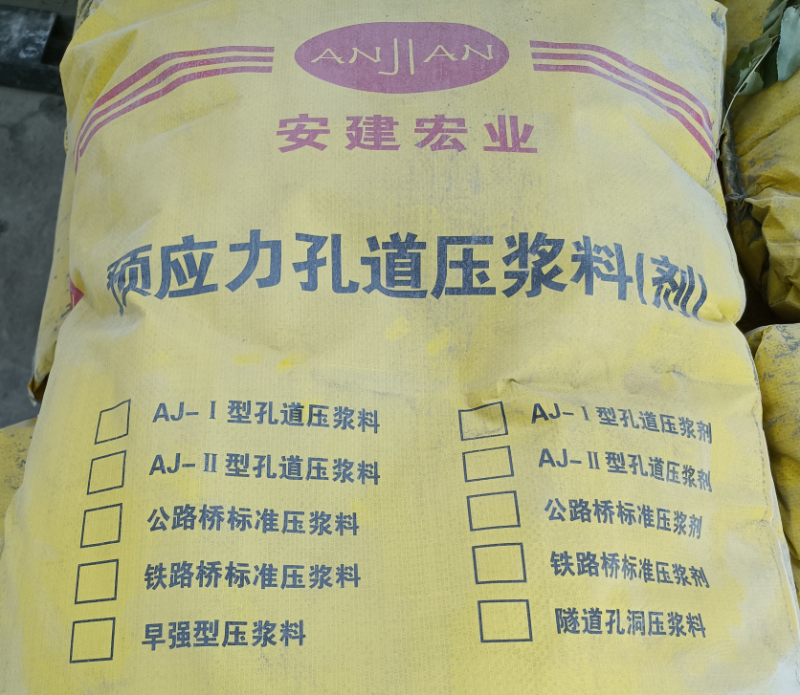 ANJIAN
安建宏业
预应力孔道压浆料(剂)
AJ-Ⅰ型孔道压浆料
AJ-Ⅱ型孔道压浆料
公路桥标准压浆料
铁路桥标准压浆料
早强型压浆料
AJ-Ⅰ型孔道压浆剂
AJ-Ⅱ型孔道压浆剂
公路桥标准压浆剂
铁路桥标准压浆剂
隧道孔洞压浆料